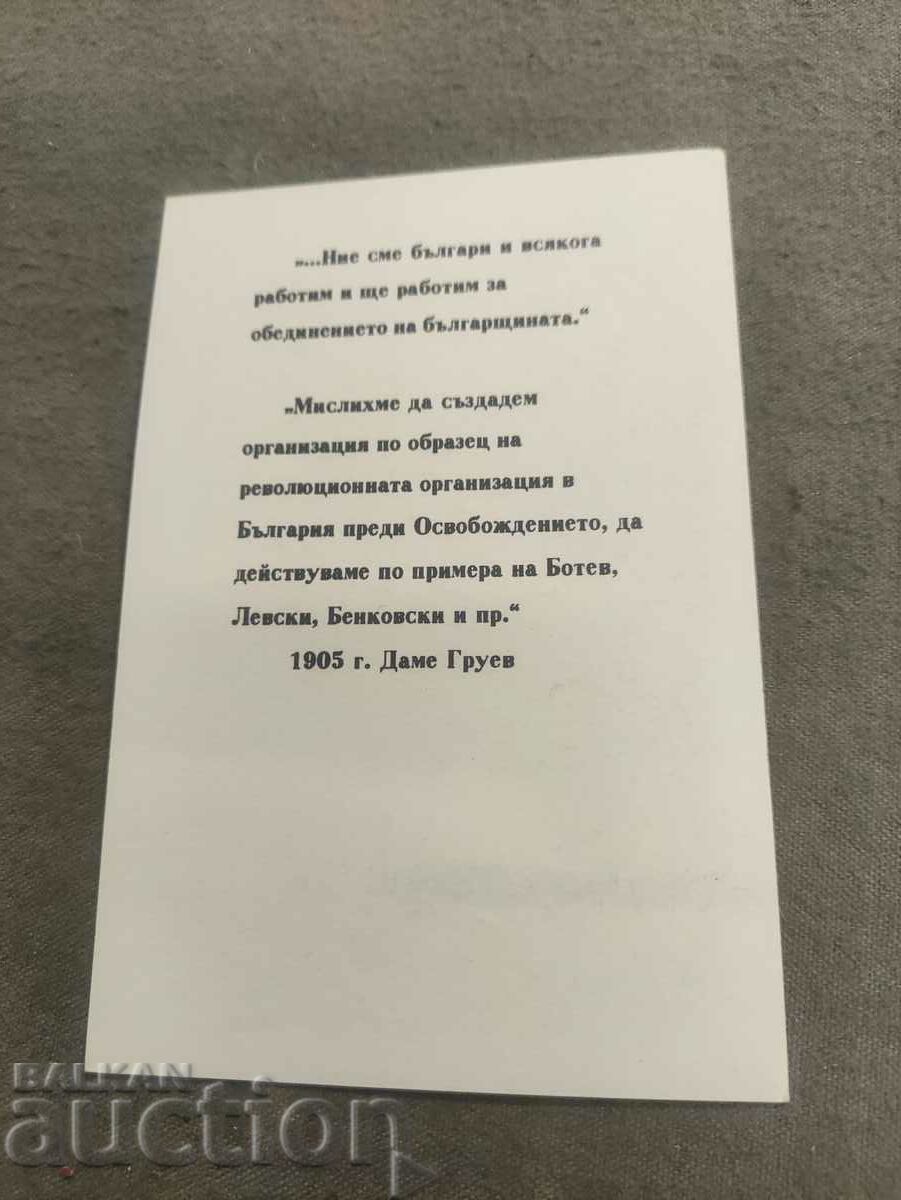 „...Ние сме българи и всякога
работим и ще работим за
обединението на българщината.“
„Мислихме да създадем
организация по образец на
революционната организация в
България преди Освобождението, да
действуваме по примера на Ботев,
Левски, Бенковски и пр.“
1905 г. Даме Груев
BALKAN
auction